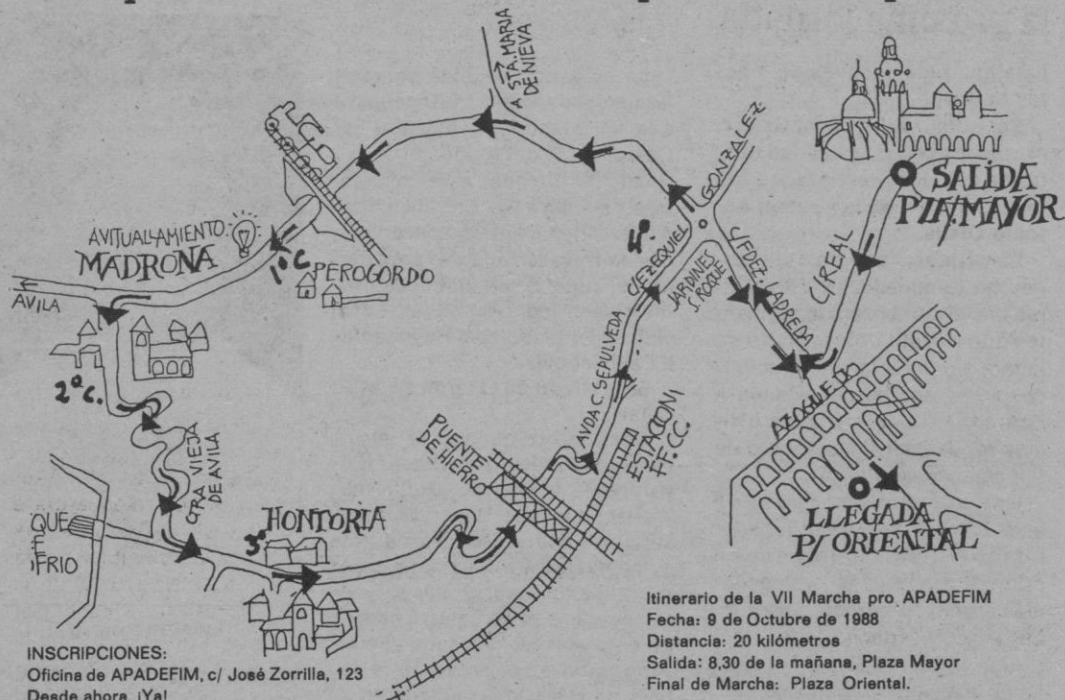 A STA. MARIA
DE NIEVA
SALIDA
P/N. MAYOR
C/REAL
GONZALEZ
C/EZEQUIEL
4º.
JARDINES
S. ROQUE
C/FDEZ. LADREDA
AVITUALLAMIENTO
MADRONA
1º C.
PEROGORDO
AVILA
2º C.
AVDA C. SEPULVEDA
ESTACION
FF.CC.
AZOGUEJO
PUENTE
DE HIERRO
CTRA VIEJA
DE AVILA
QUE
FRIO
3º
HONTORIA
LLEGADA
P/ ORIENTAL
INSCRIPCIONES:
Oficina de APADEFIM, c/ José Zorrilla, 123
Desde ahora ¡Ya!
Itinerario de la VII Marcha pro APADEFIM
Fecha: 9 de Octubre de 1988
Distancia: 20 kilómetros
Salida: 8,30 de la mañana, Plaza Mayor
Final de Marcha: Plaza Oriental.